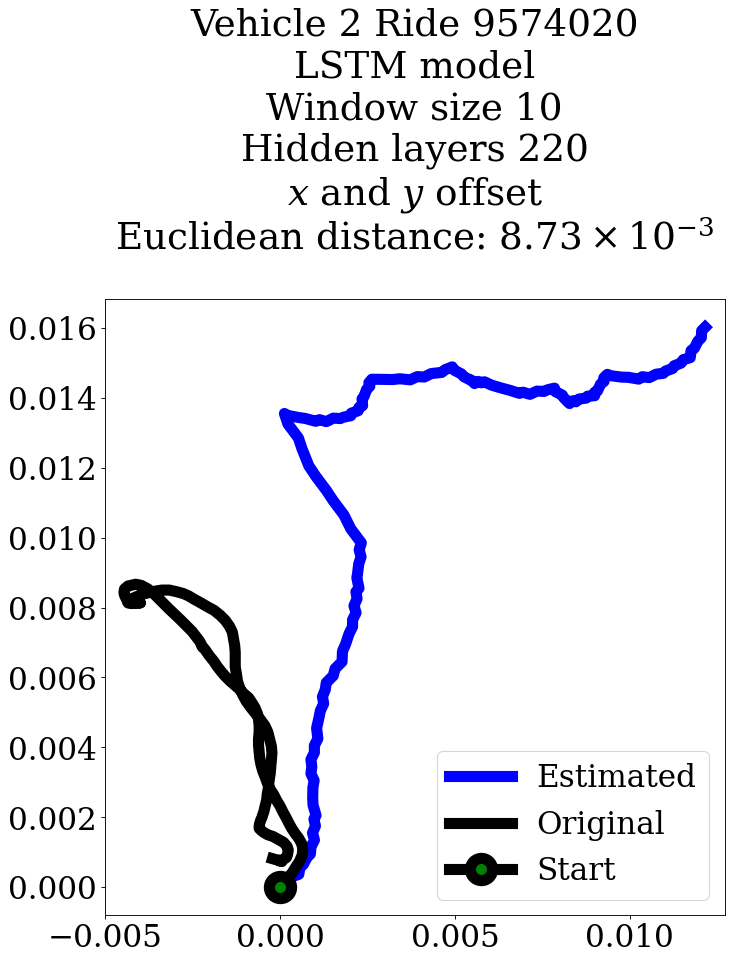 Vehicle 2 Ride 9574020
LSTM model
Window size 10
Hidden layers 220
x and y offset
Euclidean distance: 8.73 × 10⁻³
0.016
0.014
0.012
0.010
0.008
0.006
0.004
0.002
0.000
Estimated
Original
Start
−0.005 0.000 0.005 0.010